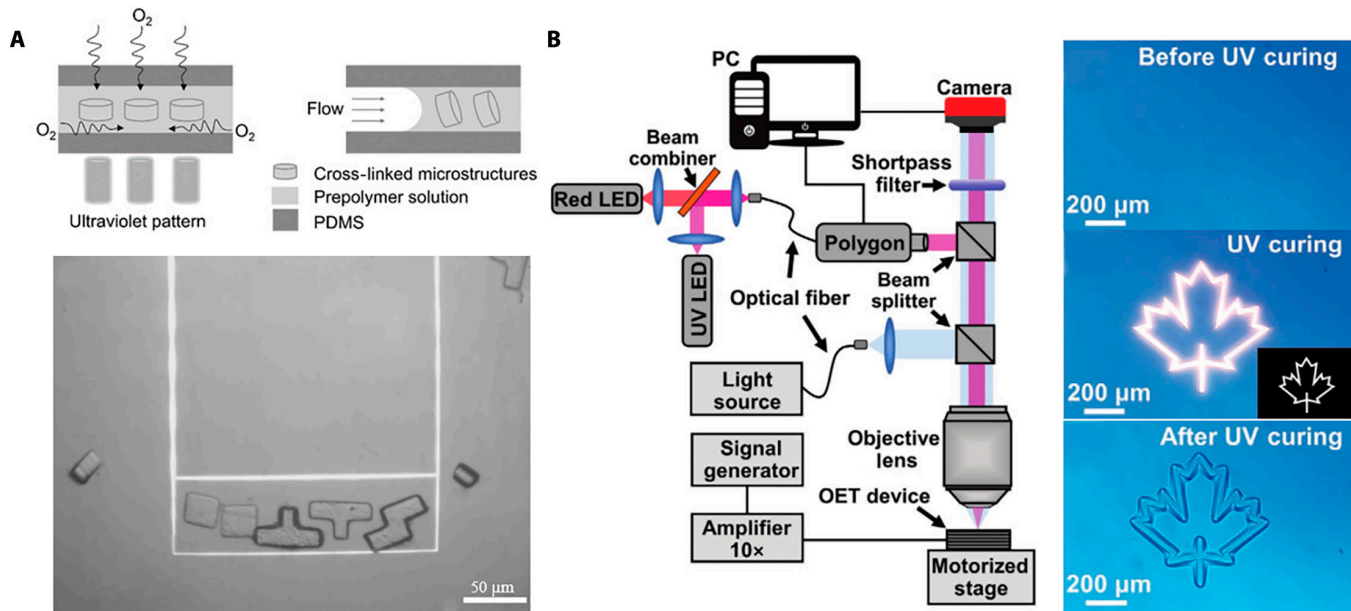 A
O2
O2
O2
Ultraviolet pattern
Flow
Cross-linked microstructures
Prepolymer solution
PDMS
50 µm
B
PC
Camera
Beam
combiner
Shortpass
filter
Red LED
Polygon
UV LED
Optical fiber
Beam
splitter
Light
source
Signal
generator
Objective
lens
OET device
Amplifier
10×
Motorized
stage
Before UV curing
200 µm
UV curing
200 µm
After UV curing
200 µm